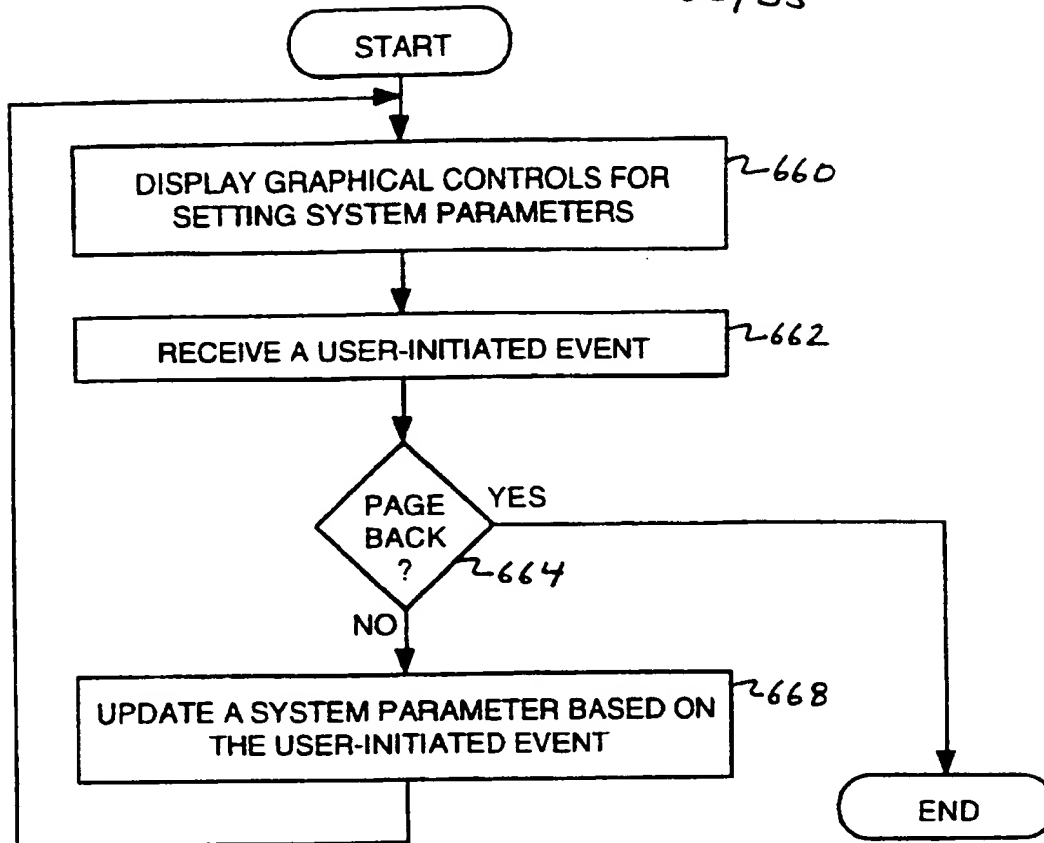 START
DISPLAY GRAPHICAL CONTROLS FOR
SETTING SYSTEM PARAMETERS
660
RECEIVE A USER-INITIATED EVENT
662
PAGE
BACK
?
YES
664
NO
UPDATE A SYSTEM PARAMETER BASED ON
THE USER-INITIATED EVENT
668
END